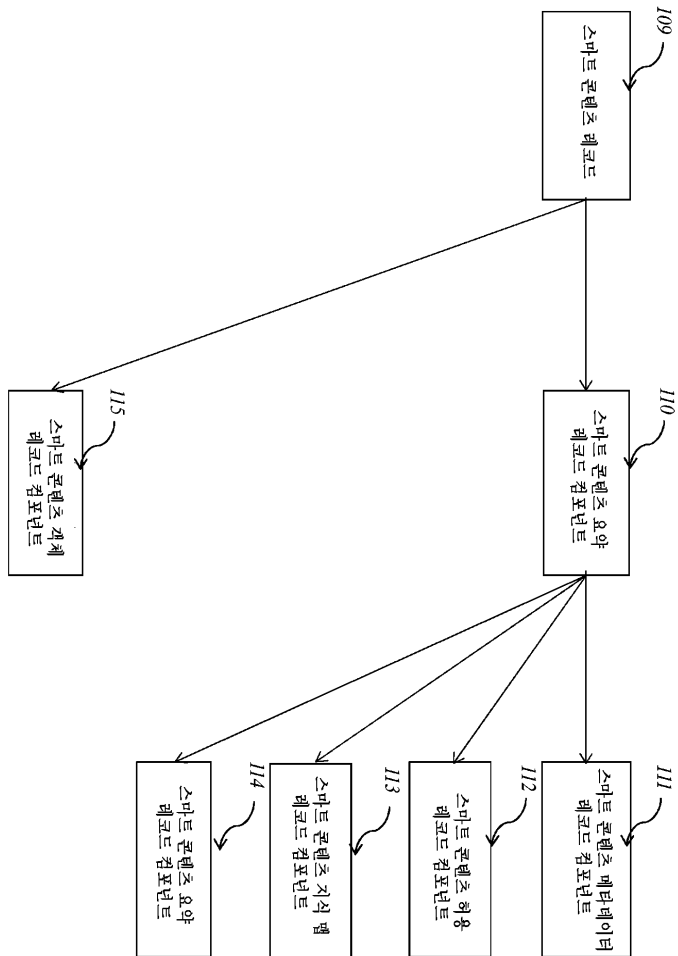 109
스마트 콘텐츠 레코드
110
스마트 콘텐츠 요약
레코드 컴포넌트
115
스마트 콘텐츠 객체
레코드 컴포넌트
111
스마트 콘텐츠 메타데이터
레코드 컴포넌트
112
스마트 콘텐츠 허용
레코드 컴포넌트
113
스마트 콘텐츠 지식 맵
레코드 컴포넌트
114
스마트 콘텐츠 요약
레코드 컴포넌트